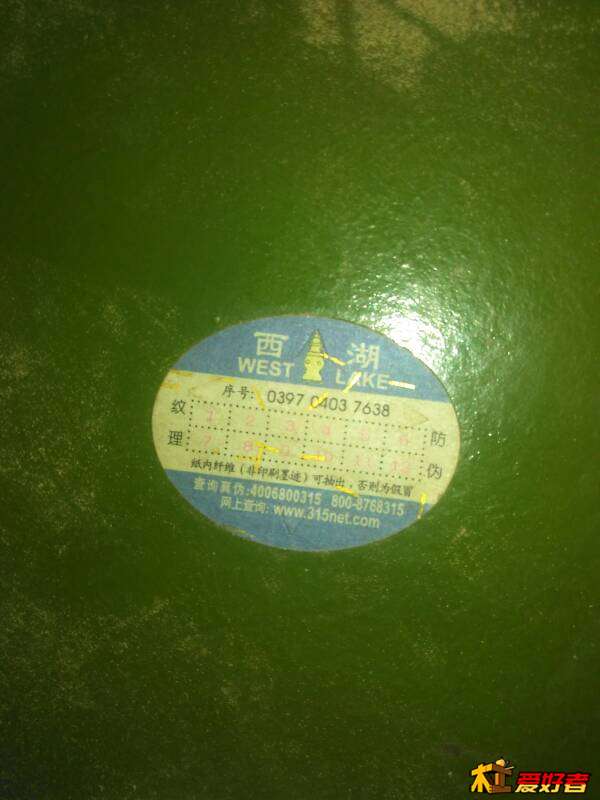 西 湖
WEST LAKE
序号: 0397 0403 7638
纹 1 2 3 4 5 6 防
理 7 8 9 10 11 12 伪
纸内纤维(非印刷墨迹)可抽出,否则为假冒
查询真伪:4006800315 800-8768315
网上查询: www.315net.com
木工爱好者